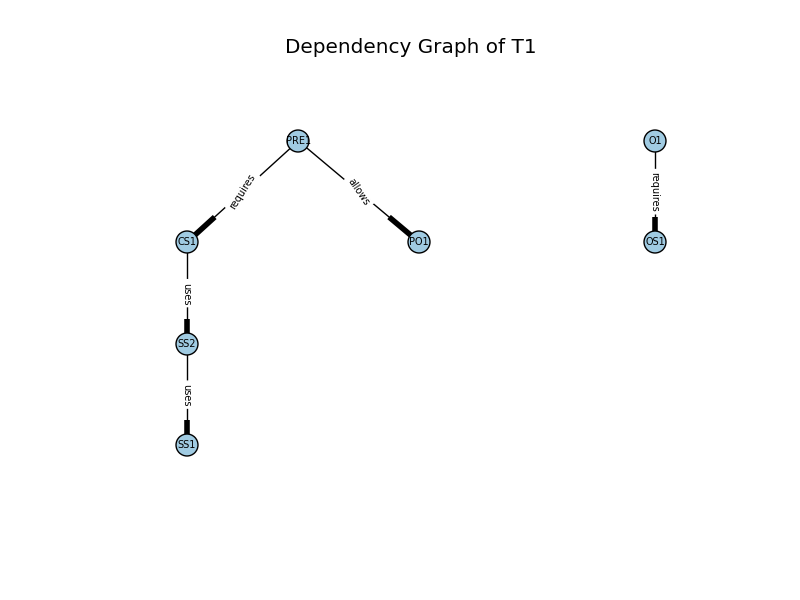 Dependency Graph of T1
PRE1
O1
requires
allows
requires
CS1
PO1
OS1
uses
SS2
uses
SS1